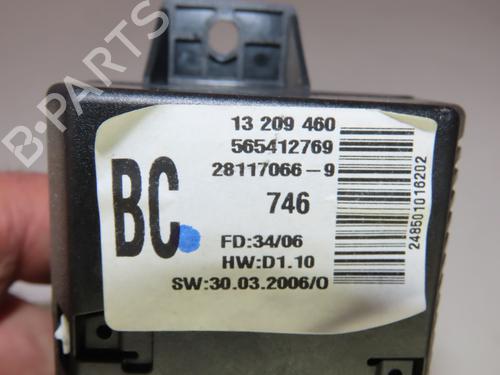 B-PARTS
13 209 460
565412769
28117066-9
BC
746
FD:34/06
HW:D1.10
SW:30.03.2006/0
248501016202